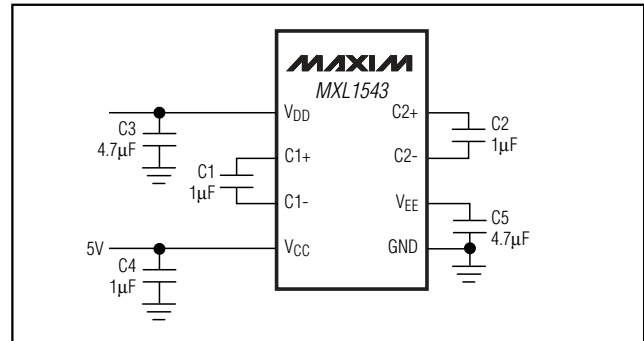 MAXIM
MXL1543
VDD
C2+
C3
4.7µF
C2
1µF
C1+
C2-
C1
1µF
C1-
VEE
C5
4.7µF
5V
VCC
GND
C4
1µF